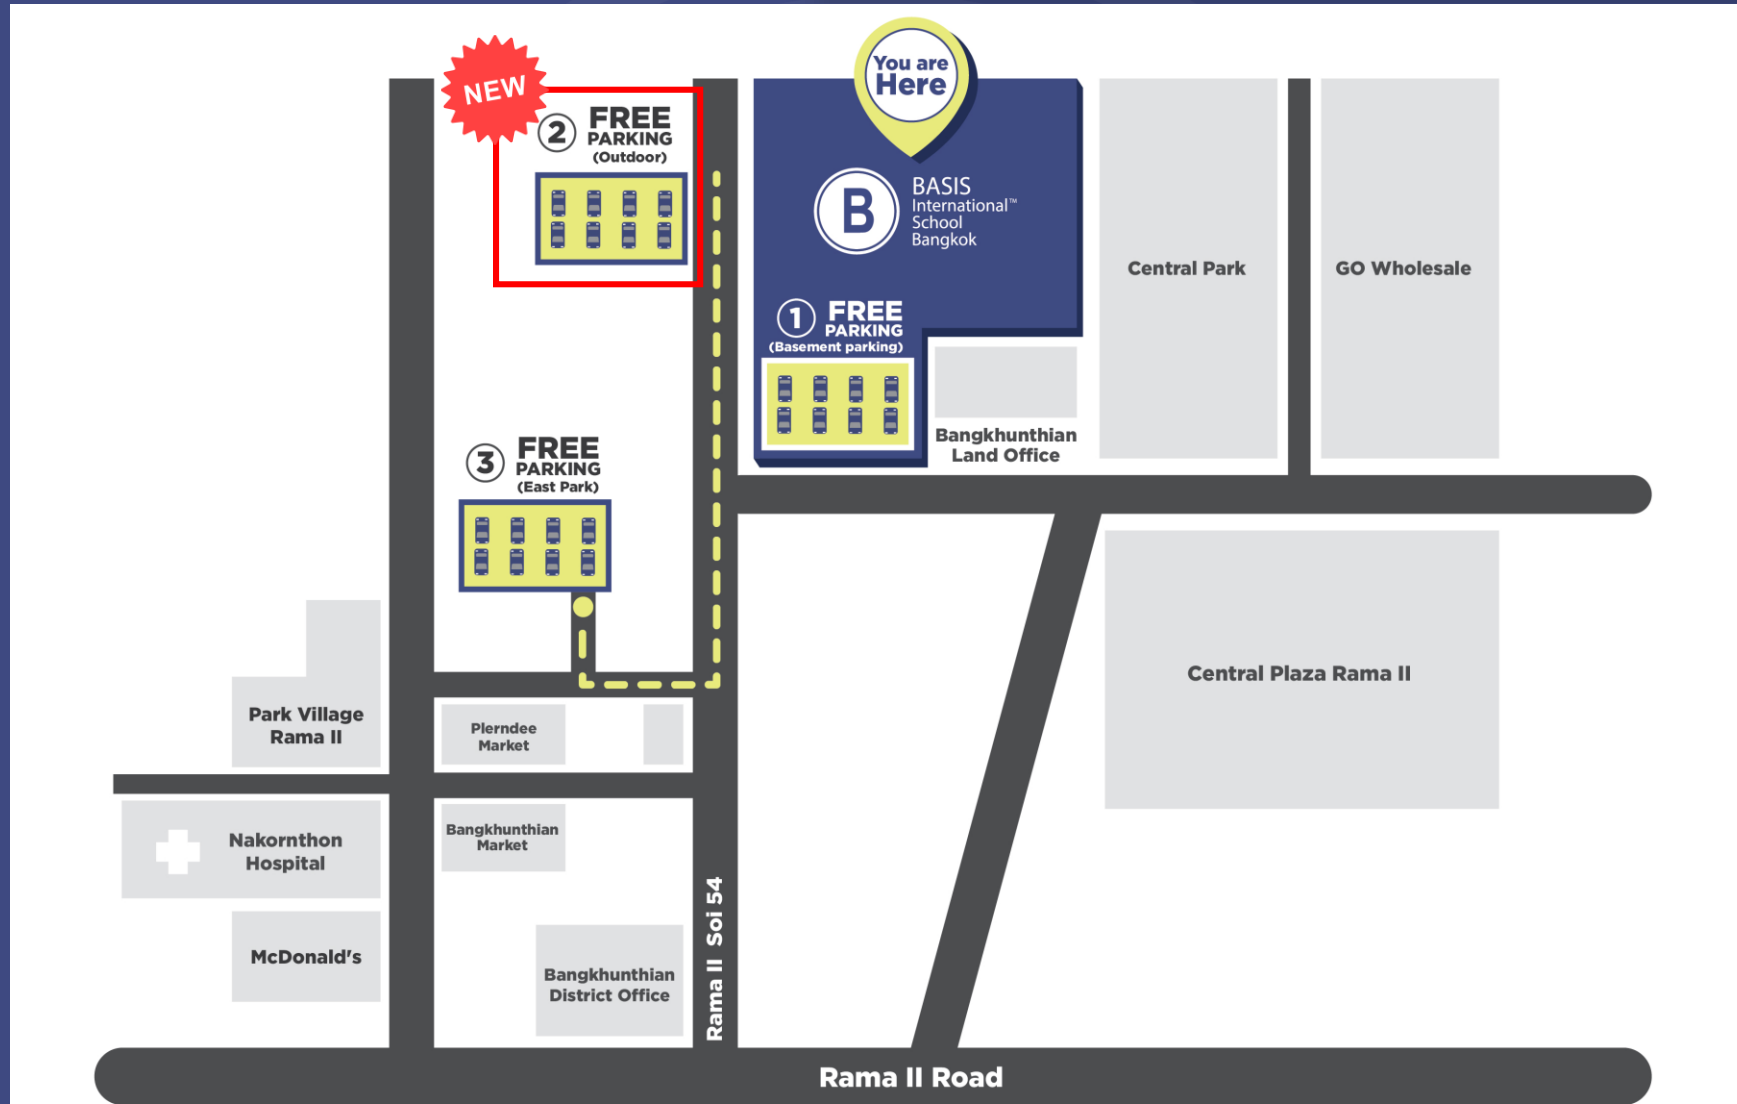 You are
Here
NEW
2
FREE
PARKING
(Outdoor)
B
BASIS
International™
School
Bangkok
Central Park
GO Wholesale
1
FREE
PARKING
(Basement parking)
Bangkhunthian
Land Office
3
FREE
PARKING
(East Park)
Central Plaza Rama II
Park Village
Rama II
Plerndee
Market
Nakornthon
Hospital
Bangkhunthian
Market
McDonald's
Bangkhunthian
District Office
Rama II Soi 54
Rama II Road